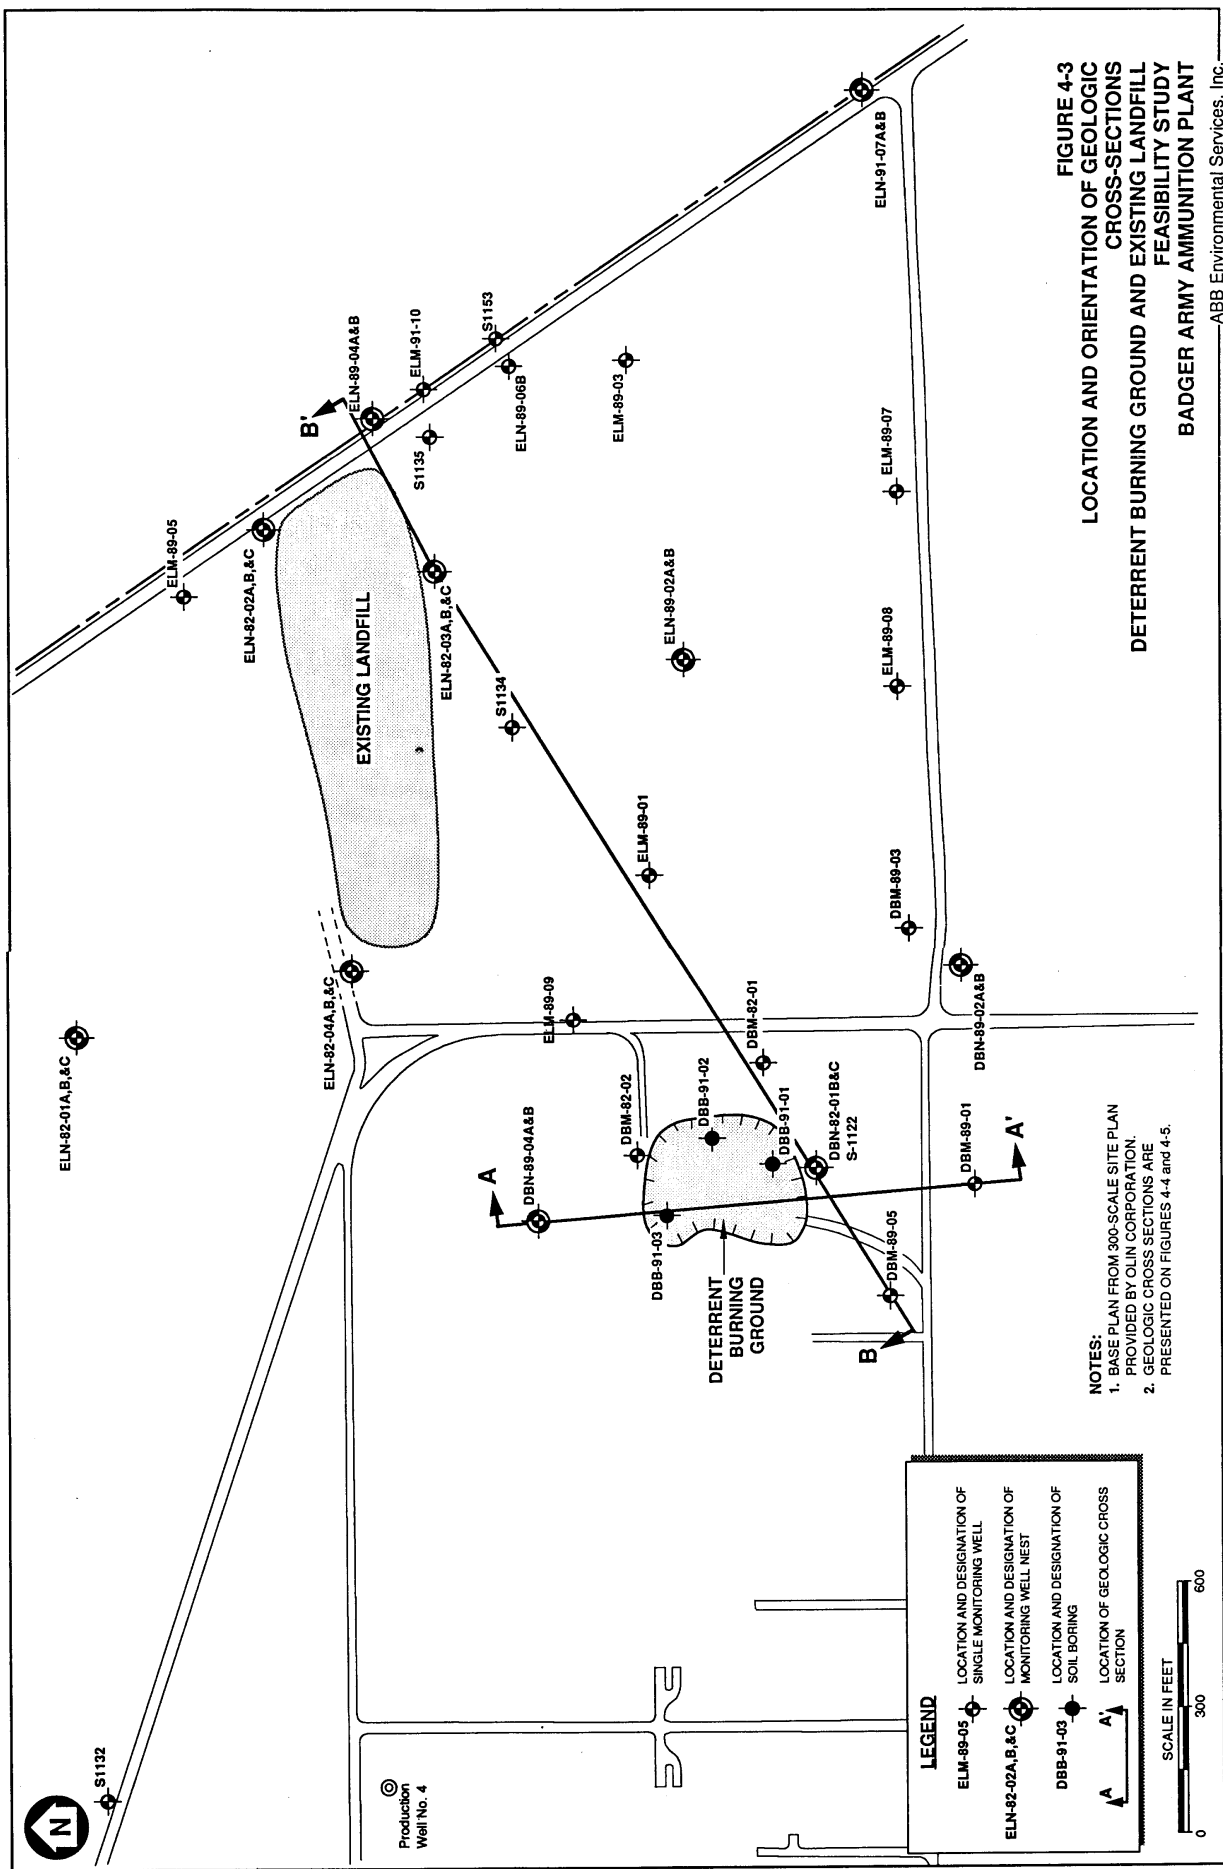 FIGURE 4-3
LOCATION AND ORIENTATION OF GEOLOGIC
CROSS-SECTIONS
DETERRENT BURNING GROUND AND EXISTING LANDFILL
FEASIBILITY STUDY
BADGER ARMY AMMUNITION PLANT
ABB Environmental Services, Inc.
N
S1132
ELN-82-01A,B,&C
ELM-89-05
ELN-82-02A,B,&C
B'
ELN-89-04A&B
ELM-91-10
S1153
ELN-91-07A&B
ELN-82-04A,B,&C
EXISTING LANDFILL
S1135
ELN-82-03A,B,&C
ELN-89-06B
ELM-89-03
S1134
Production
Well No. 4
A
DBN-89-04A&B
ELM-89-09
DBM-82-02
ELM-89-01
ELN-89-02A&B
DBB-91-03
DBB-91-02
DBM-82-01
DETERRENT
BURNING
GROUND
DBB-91-01
DBN-82-01B&C
S-1122
B
DBM-89-05
DBM-89-03
ELM-89-08
ELM-89-07
DBM-89-01
DBN-89-02A&B
A'
LEGEND
ELM-89-05
LOCATION AND DESIGNATION OF
SINGLE MONITORING WELL
ELN-82-02A,B,&C
LOCATION AND DESIGNATION OF
MONITORING WELL NEST
DBB-91-03
LOCATION AND DESIGNATION OF
SOIL BORING
A A'
LOCATION OF GEOLOGIC CROSS
SECTION
SCALE IN FEET
0 300 600
NOTES:
1. BASE PLAN FROM 300-SCALE SITE PLAN
PROVIDED BY OLIN CORPORATION.
2. GEOLOGIC CROSS SECTIONS ARE
PRESENTED ON FIGURES 4-4 and 4-5.